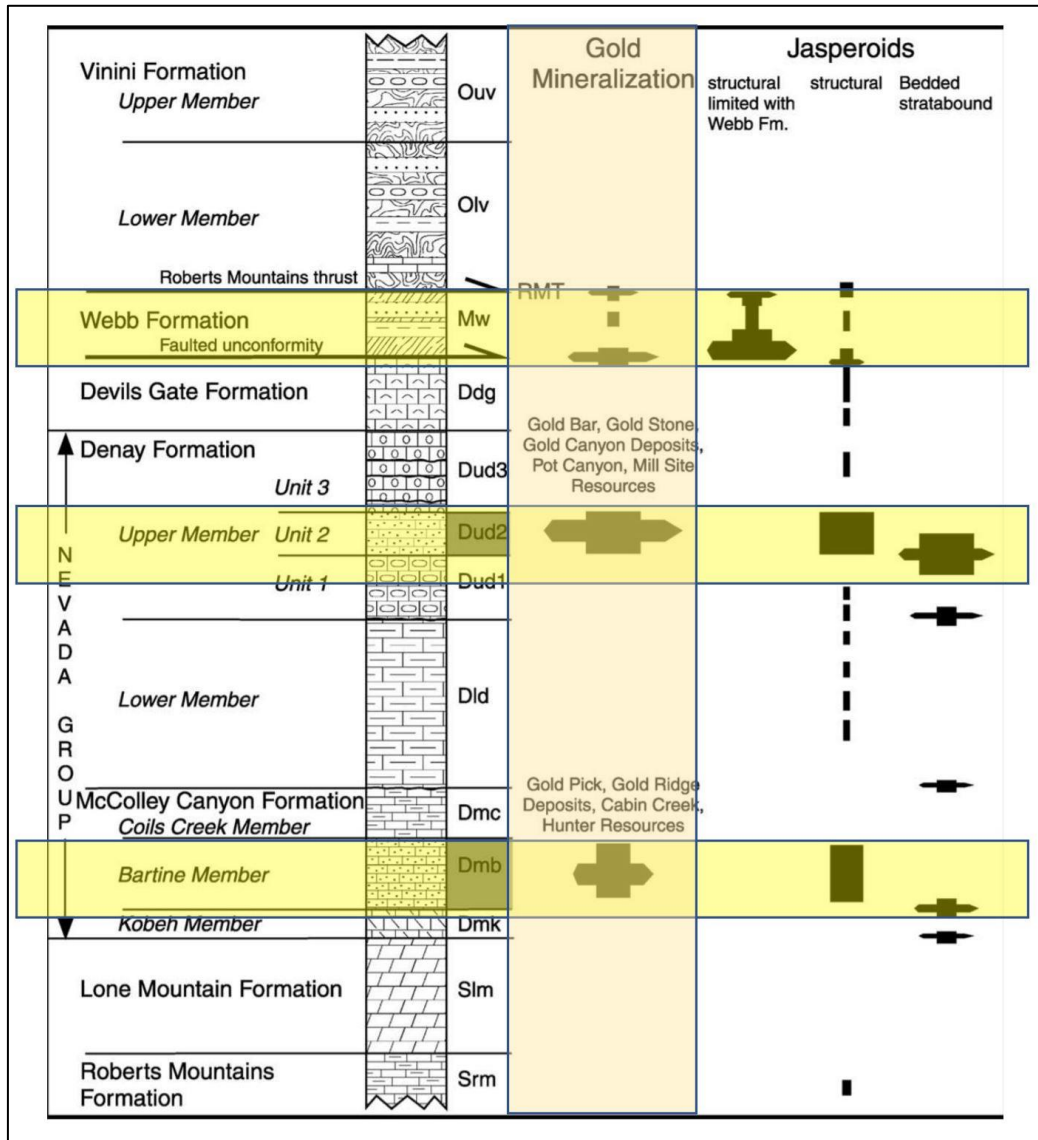 Gold
Mineralization
Jasperoids
structural
limited with
Webb Fm.
structural
Bedded
stratabound
Vinini Formation
Upper Member
Ouv
Lower Member
Olv
Roberts Mountains thrust
RMT
Webb Formation
Mw
Faulted unconformity
Devils Gate Formation
Ddg
Gold Bar, Gold Stone,
Gold Canyon Deposits,
Pot Canyon, Mill Site
Resources
Denay Formation
Dud3
Unit 3
Upper Member
Unit 2
Dud2
Unit 1
Dud1
NEVADA GROUP
Lower Member
Dld
Gold Pick, Gold Ridge
Deposits, Cabin Creek,
Hunter Resources
McColley Canyon Formation
Coils Creek Member
Dmc
Bartine Member
Dmb
Kobeh Member
Dmk
Lone Mountain Formation
Slm
Roberts Mountains
Formation
Srm